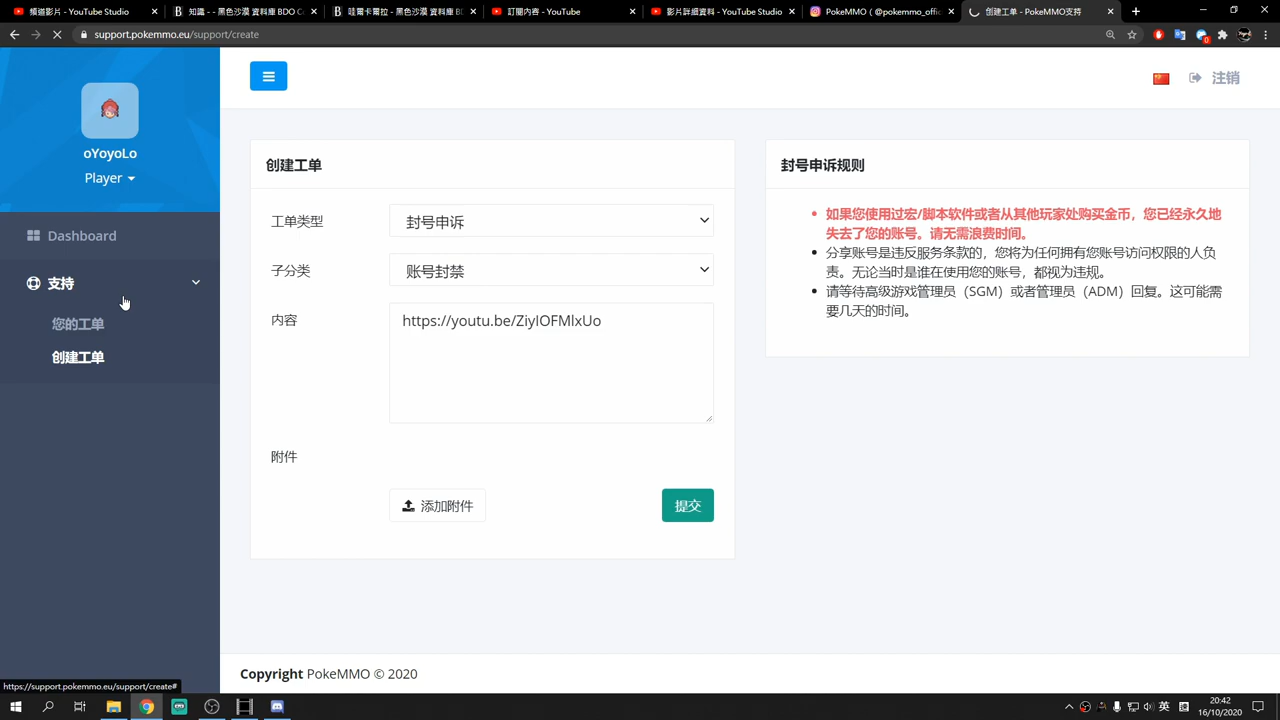 頻道影片 - YouTube Studio
知識 - 黑色沙漠 資料庫 BDO Co
哇爾卡爾拉 - 黑色沙漠 資料庫 B
訂閱內容 - YouTube
影片詳細資料 - YouTube Studio
PokeMMO ( @pokemmo_offic
创建工单 - PokeMMO支持
support.pokemmo.eu/support/create
注销
oYoyoLo
Player
Dashboard
支持
您的工单
创建工单
创建工单
工单类型
封号申诉
子分类
账号封禁
内容
https://youtu.be/ZiyIOFMlxUo
附件
添加附件
提交
封号申诉规则
如果您使用过宏/脚本软件或者从其他玩家处购买金币，您已经永久地
失去了您的账号。请无需浪费时间。
分享账号是违反服务条款的，您将为任何拥有您账号访问权限的人负
责。无论当时是谁在使用您的账号，都视为违规。
请等待高级游戏管理员（SGM）或者管理员（ADM）回复。这可能需
要几天的时间。
Copyright PokeMMO © 2020
https://support.pokemmo.eu/support/create#
英
20:42
16/10/2020